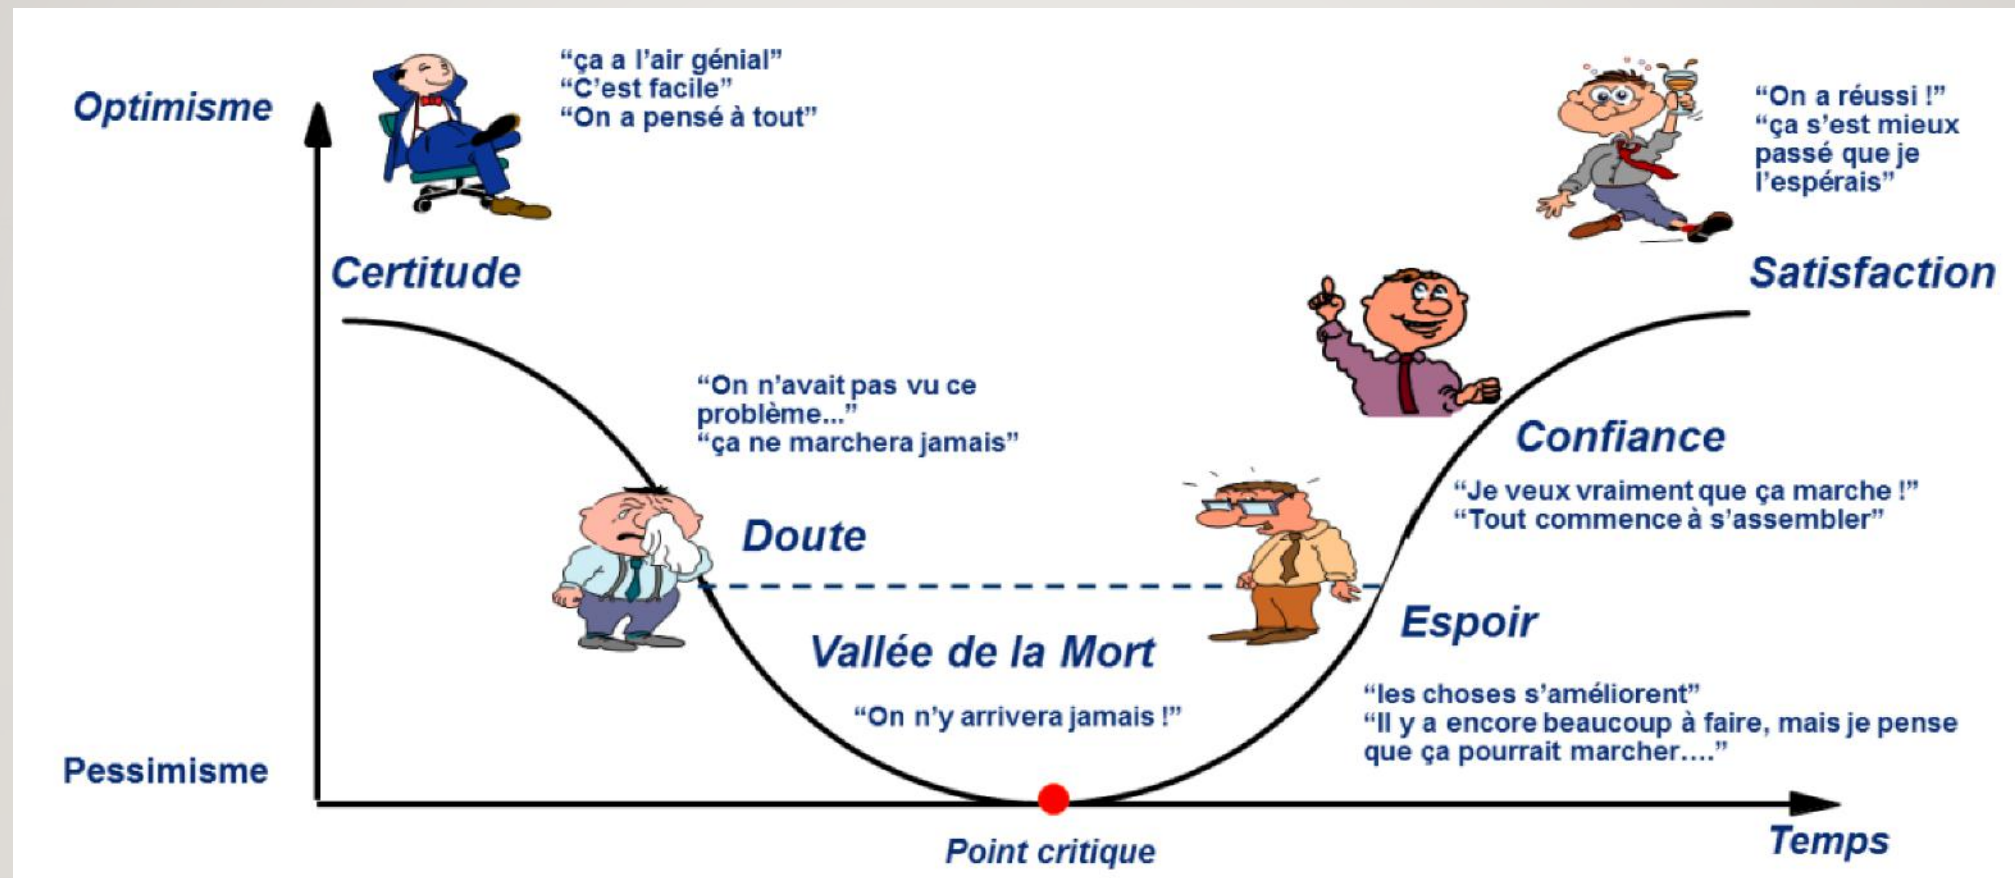 Optimisme
“ça a l’air génial”
“C’est facile”
“On a pensé à tout”
“On a réussi !”
“ça s’est mieux
passé que je
l’espérais”
Certitude
Satisfaction
“On n’avait pas vu ce
problème...”
“ça ne marchera jamais”
Doute
Confiance
“Je veux vraiment que ça marche !”
“Tout commence à s’assembler”
Vallée de la Mort
“On n’y arrivera jamais !”
Espoir
“les choses s’améliorent”
“Il y a encore beaucoup à faire, mais je pense
que ça pourrait marcher....”
Pessimisme
Point critique
Temps